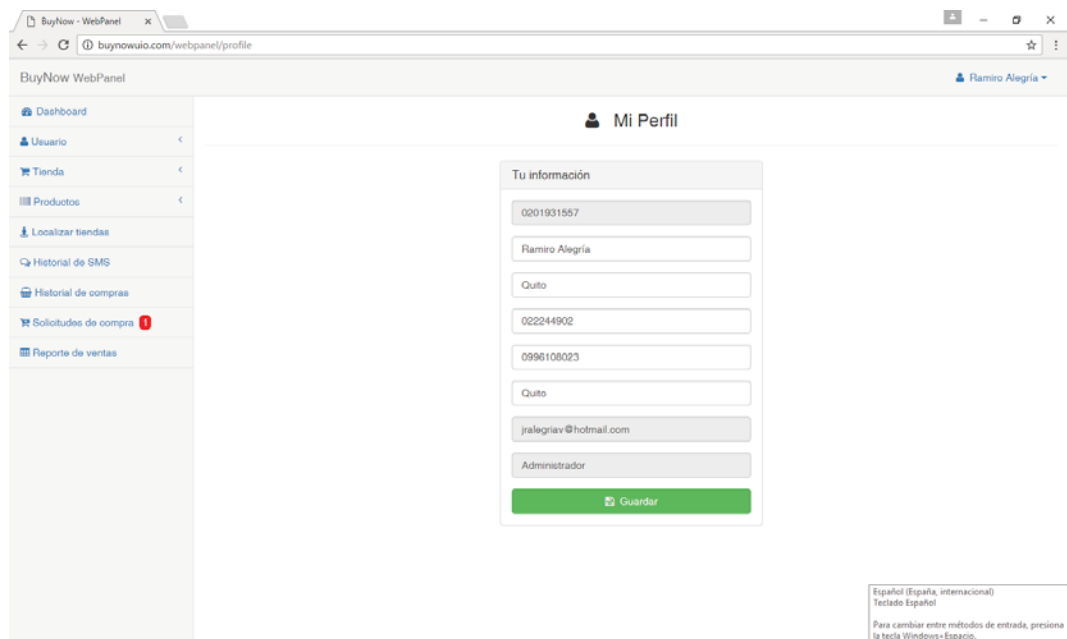 BuyNow - WebPanel
buynowuio.com/webpanel/profile
BuyNow WebPanel
Ramiro Alegría
Dashboard
Usuario
Tienda
Productos
Localizar tiendas
Historial de SMS
Historial de compras
Solicitudes de compra 1
Reporte de ventas
Mi Perfil
Tu información
0201931557
Ramiro Alegría
Quito
022244902
0996108023
Quito
jralegriav@hotmail.com
Administrador
Guardar
Español (España, internacional)
Teclado Español
Para cambiar entre métodos de entrada, presiona
la tecla Windows+Espacio.